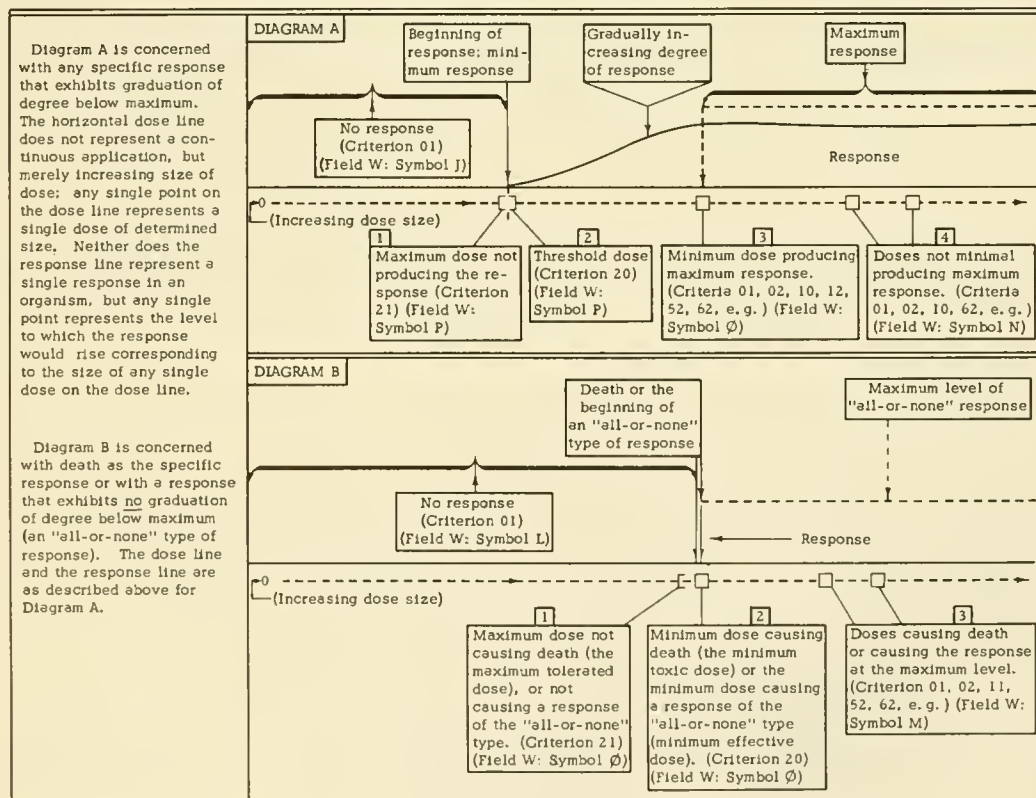 Diagram A is concerned
with any specific response
that exhibits graduation of
degree below maximum.
The horizontal dose line
does not represent a con-
tinuous application, but
merely increasing size of
dose; any single point on
the dose line represents a
single dose of determined
size. Neither does the
response line represent a
single response in an
organism, but any single
point represents the level
to which the response
would rise corresponding
to the size of any single
dose on the dose line.
Diagram B is concerned
with death as the specific
response or with a response
that exhibits no graduation
of degree below maximum
(an "all-or-none" type of
response). The dose line
and the response line are
as described above for
Diagram A.
DIAGRAM A
Beginning of
response; mini-
mum response
Gradually in-
creasing degree
of response
Maximum
response
No response
(Criterion 01)
(Field W: Symbol J)
Response
0
(Increasing dose size)
1
Maximum dose not
producing the re-
sponse (Criterion
21) (Field W:
Symbol P)
2
Threshold dose
(Criterion 20)
(Field W:
Symbol P)
3
Minimum dose producing
maximum response.
(Criteria 01, 02, 10, 12,
52, 62, e.g.) (Field W:
Symbol Ø)
4
Doses not minimal
producing maximum
response. (Criteria
01, 02, 10, 62, e.g.)
(Field W: Symbol N)
DIAGRAM B
Death or the
beginning of
an "all-or-none"
type of response
Maximum level of
"all-or-none" response
No response
(Criterion 01)
(Field W: Symbol L)
Response
0
(Increasing dose size)
1
Maximum dose not
causing death (the
maximum tolerated
dose), or not
causing a response
of the "all-or-none"
type. (Criterion 21)
(Field W: Symbol Ø)
2
Minimum dose causing
death (the minimum
toxic dose) or the
minimum dose causing
a response of the
"all-or-none" type
(minimum effective
dose). (Criterion 20)
(Field W: Symbol Ø)
3
Doses causing death
or causing the response
at the maximum level.
(Criterion 01, 02, 11,
52, 62, e.g.) (Field W:
Symbol M)